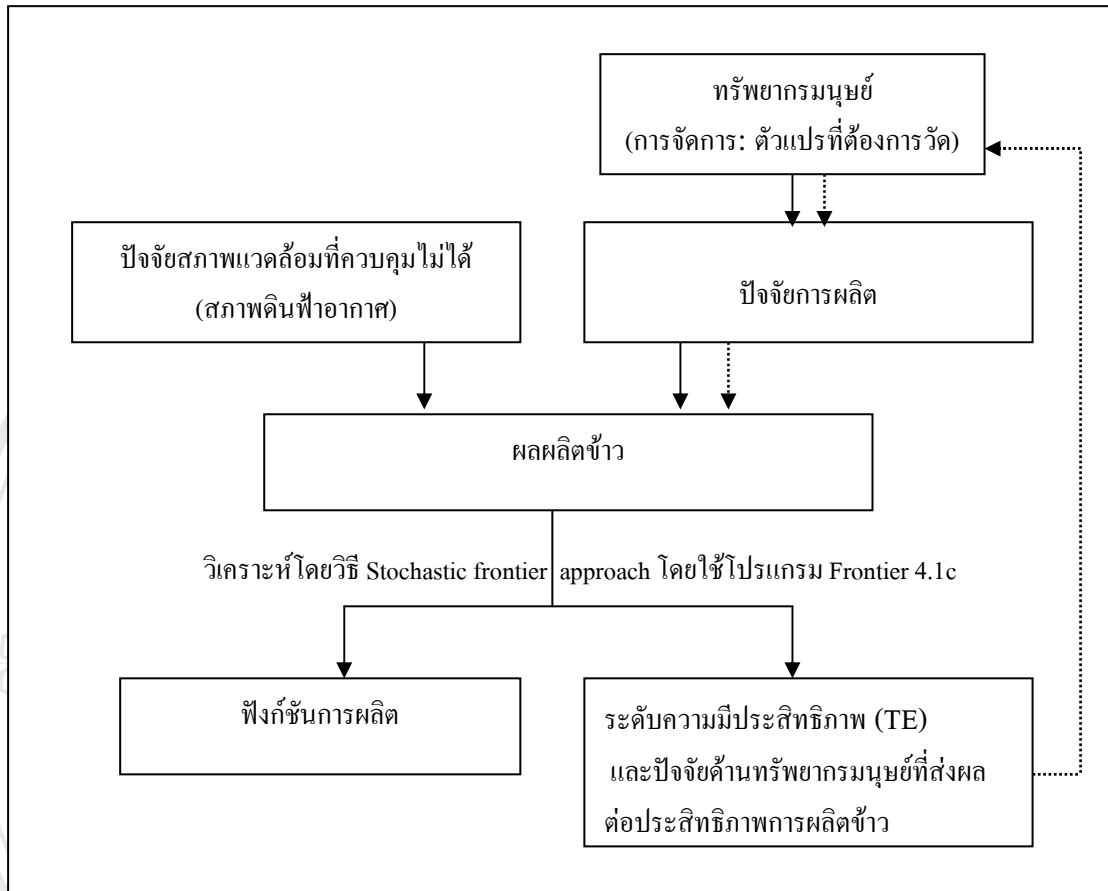 ทรัพยากรมนุษย์
(การจัดการ: ตัวแปรที่ต้องการวัด)
ปัจจัยสภาพแวดล้อมที่ควบคุมไม่ได้
(สภาพดินฟ้าอากาศ)
ปัจจัยการผลิต
ผลผลิตข้าว
วิเคราะห์โดยวิธี Stochastic frontier approach โดยใช้โปรแกรม Frontier 4.1c
ฟังก์ชันการผลิต
ระดับความมีประสิทธิภาพ (TE)
และปัจจัยด้านทรัพยากรมนุษย์ที่ส่งผล
ต่อประสิทธิภาพการผลิตข้าว